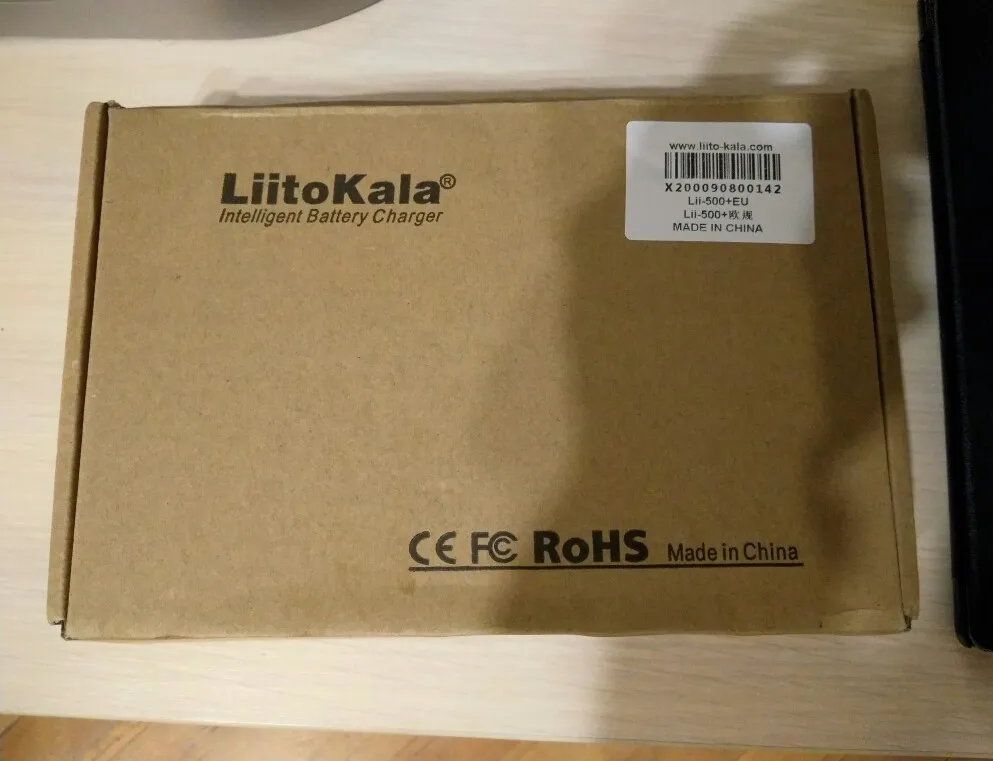 LiitoKala®
Intelligent Battery Charger
www.liito-kala.com
X200090800142
Lii-500+EU
Lii-500+欧规
MADE IN CHINA
CE FC RoHS Made in China